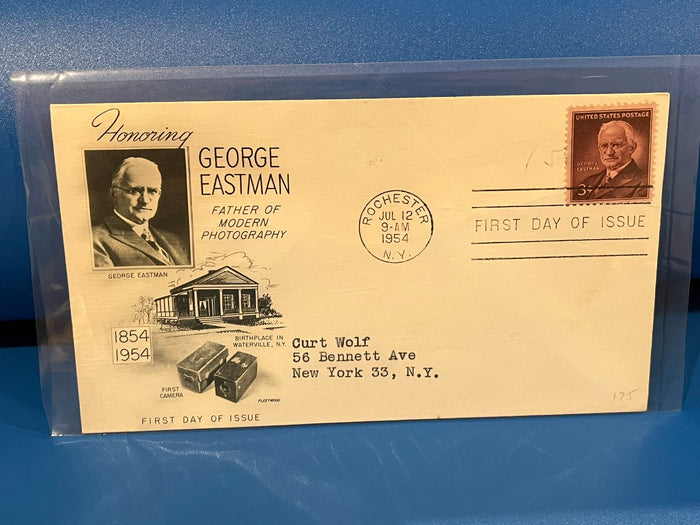 Honoring
GEORGE
EASTMAN
FATHER OF
MODERN
PHOTOGRAPHY
GEORGE EASTMAN
1854
1954
BIRTHPLACE IN
WATERVILLE, N.Y.
FIRST
CAMERA
FLEETWOOD
FIRST DAY OF ISSUE
ROCHESTER
JUL 12
9-AM
1954
N.Y.
UNITED STATES POSTAGE
GEORGE
EASTMAN
3¢
FIRST DAY OF ISSUE
Curt Wolf
56 Bennett Ave
New York 33, N.Y.
175